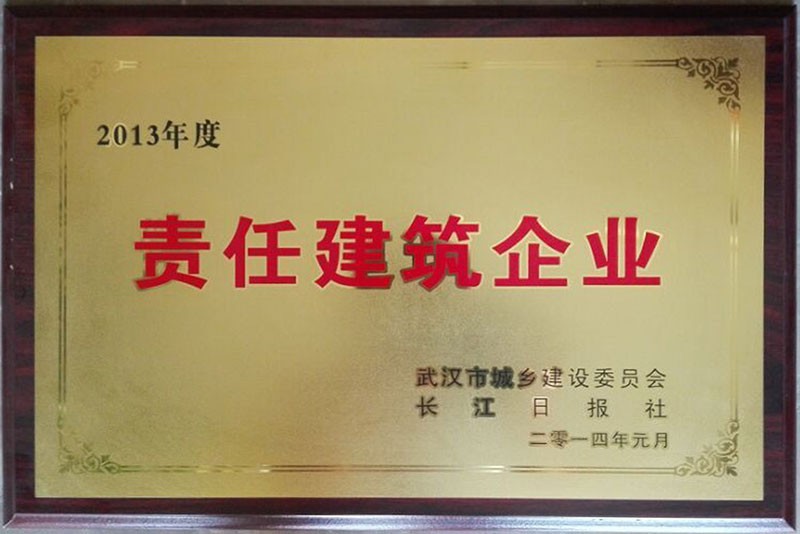 2013年度
责任建筑企业
武汉市城乡建设委员会
长江日报社
二零一四年元月